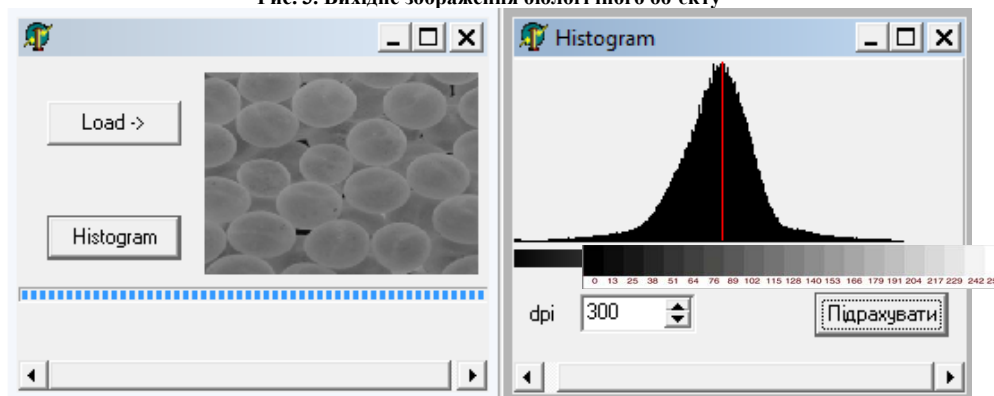 Рис. 3. Вихідне зображення біологічного об'єкту
Histogram
Load ->
Histogram
0 13 25 38 51 64 76 89 102 115 128 140 153 166 179 191 204 217 229 242
dpi
300
Підрахувати